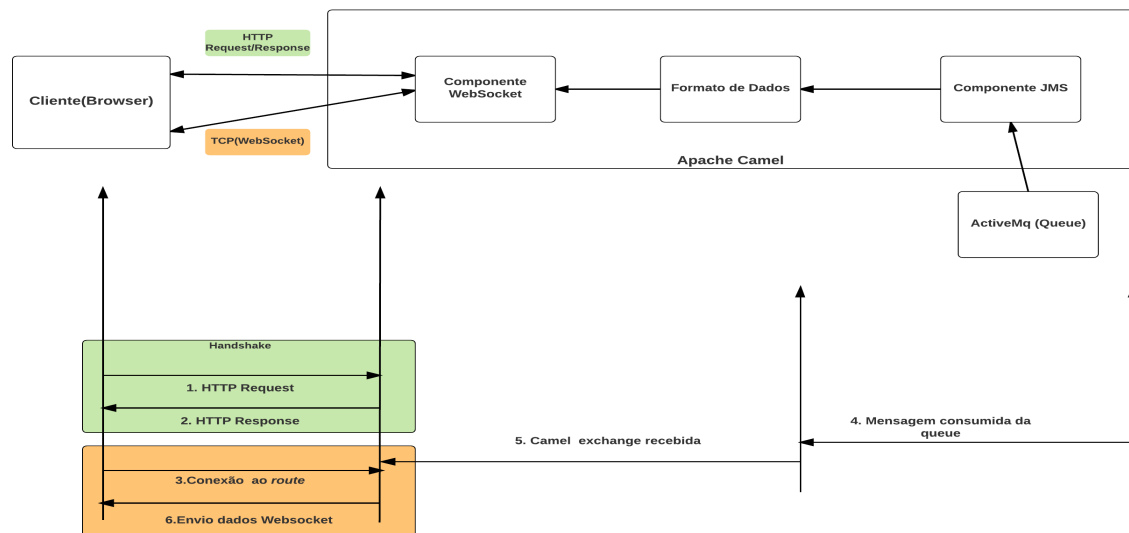 HTTP
Request/Response
Cliente(Browser)
Componente
WebSocket
Formato de Dados
Componente JMS
TCP(WebSocket)
Apache Camel
ActiveMq (Queue)
Handshake
1. HTTP Request
2. HTTP Response
4. Mensagem consumida da
queue
5. Camel exchange recebida
3.Conexão ao route
6.Envio dados Websocket